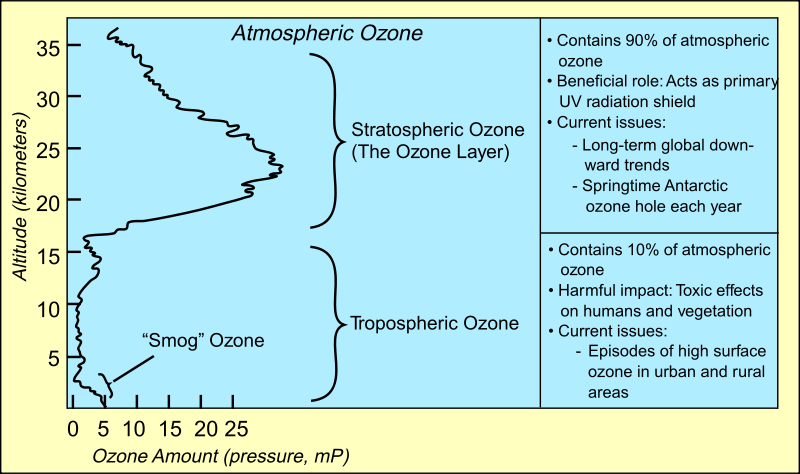 Atmospheric Ozone
35
30
25
20
15
10
5
Altitude (kilometers)
Stratospheric Ozone
(The Ozone Layer)
Tropospheric Ozone
“Smog” Ozone
0 5 10 15 20 25
Ozone Amount (pressure, mP)
• Contains 90% of atmospheric
ozone
• Beneficial role: Acts as primary
UV radiation shield
• Current issues:
- Long-term global down-
ward trends
- Springtime Antarctic
ozone hole each year
• Contains 10% of atmospheric
ozone
• Harmful impact: Toxic effects
on humans and vegetation
• Current issues:
- Episodes of high surface
ozone in urban and rural
areas